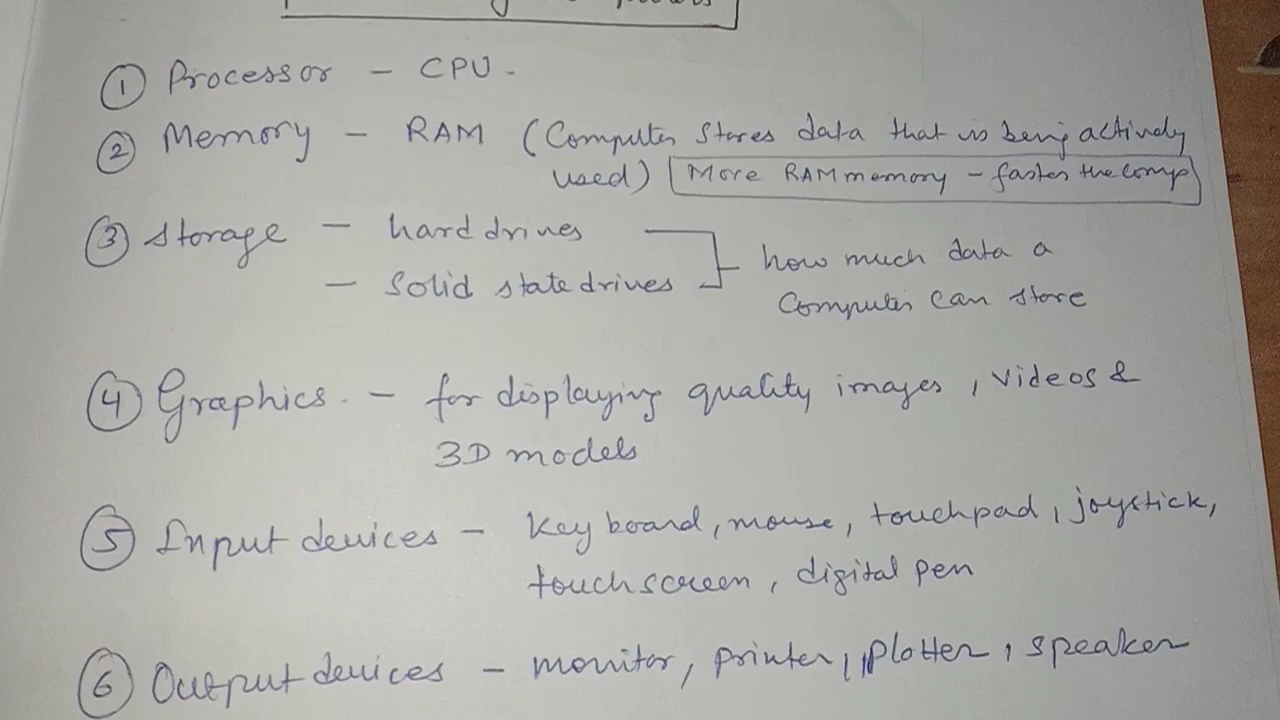 ① Processor - CPU.
② Memory - RAM (Computer stores data that is being actively
used) More RAM memory - faster the comp
③ Storage - hard drives
- Solid state drives
how much data a
Computer can store
④ Graphics. - for displaying quality images, videos &
3D models
⑤ Input devices - Key board, mouse, touchpad, joystick,
touch screen, digital pen
⑥ Output devices - monitor, printer, plotter, speaker